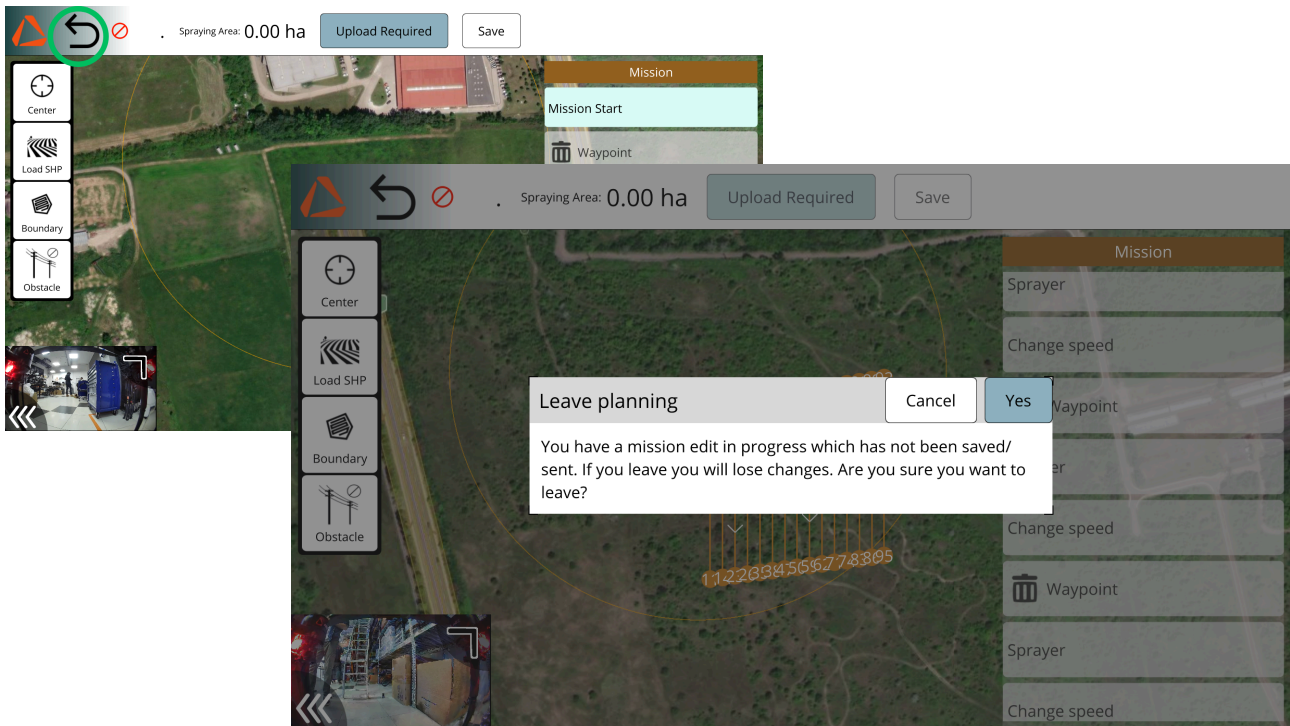 . Spraying Area: 0.00 ha Upload Required Save
Center
Load SHP
Boundary
Obstacle
Mission
Mission Start
Waypoint
. Spraying Area: 0.00 ha Upload Required Save
Center
Load SHP
Boundary
Obstacle
Mission
Sprayer
Change speed
Waypoint
Change speed
Waypoint
Sprayer
Change speed
Leave planning Cancel Yes
You have a mission edit in progress which has not been saved/
sent. If you leave you will lose changes. Are you sure you want to
leave?